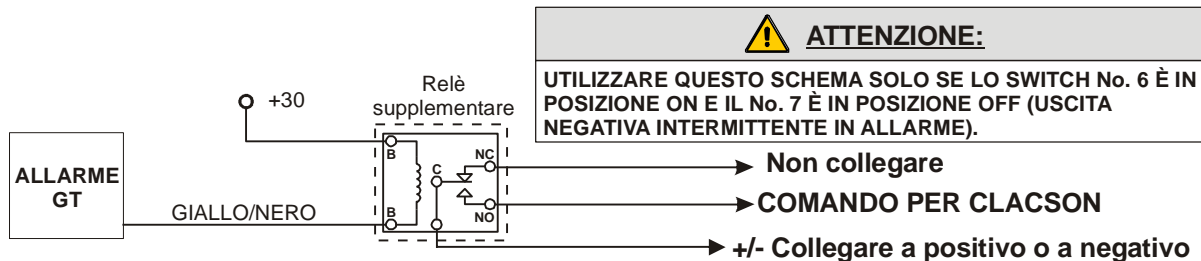 ATTENZIONE:
UTILIZZARE QUESTO SCHEMA SOLO SE LO SWITCH No. 6 È IN
POSIZIONE ON E IL No. 7 È IN POSIZIONE OFF (USCITA
NEGATIVA INTERMITTENTE IN ALLARME).
+30
Relè
supplementare
B
NC
C
Non collegare
ALLARME
GT
GIALLO/NERO
B
NO
COMANDO PER CLACSON
+/- Collegare a positivo o a negativo